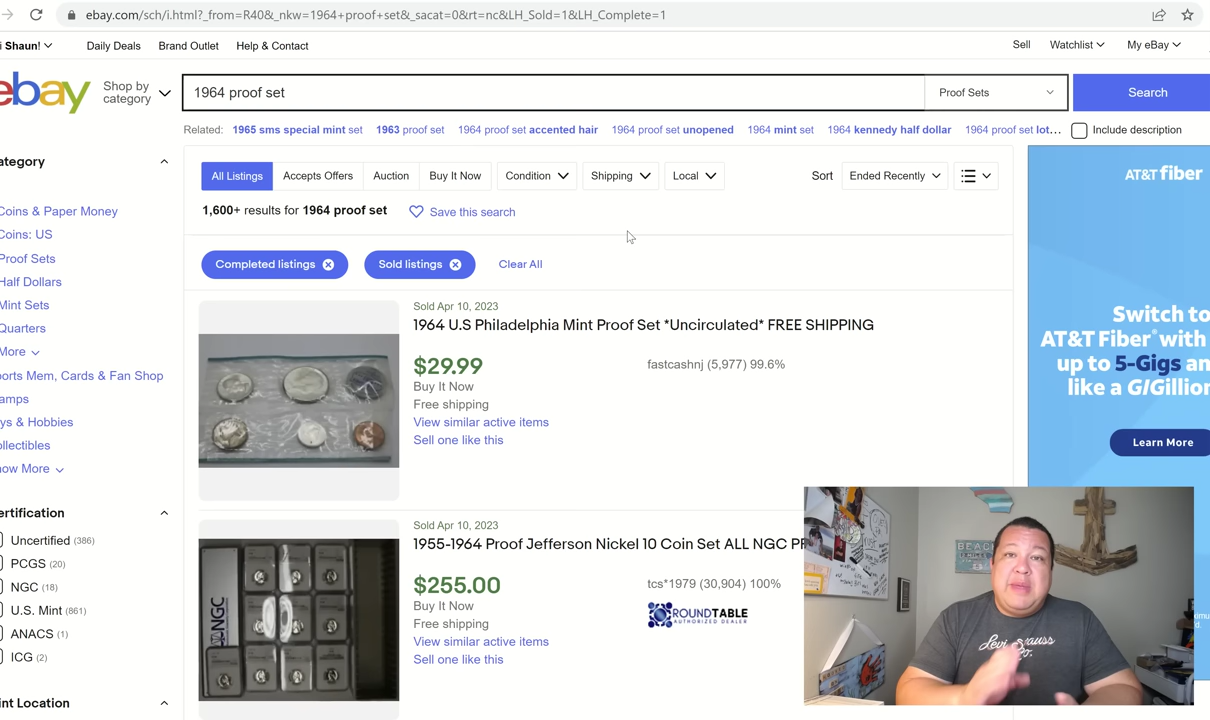 ebay.com/sch/i.html?_from=R40&_nkw=1964+proof+set&_sacat=0&rt=nc&LH_Sold=1&LH_Complete=1
i Shaun! Daily Deals Brand Outlet Help & Contact Sell Watchlist My eBay
ebay Shop by category 1964 proof set Proof Sets Search
Related: 1965 sms special mint set 1963 proof set 1964 proof set accented hair 1964 proof set unopened 1964 mint set 1964 kennedy half dollar 1964 proof set lot... Include description
ategory
Coins & Paper Money
Coins: US
Proof Sets
Half Dollars
Mint Sets
Quarters
More
ports Mem, Cards & Fan Shop
amps
ys & Hobbies
ollectibles
how More
ertification
Uncertified (386)
PCGS (20)
NGC (18)
U.S. Mint (861)
ANACS (1)
ICG (2)
int Location
All Listings Accepts Offers Auction Buy It Now Condition Shipping Local Sort Ended Recently
1,600+ results for 1964 proof set Save this search
Completed listings Sold listings Clear All
Sold Apr 10, 2023
1964 U.S Philadelphia Mint Proof Set *Uncirculated* FREE SHIPPING
$29.99 fastcashnj (5,977) 99.6%
Buy It Now
Free shipping
View similar active items
Sell one like this
Sold Apr 10, 2023
1955-1964 Proof Jefferson Nickel 10 Coin Set ALL NGC PF
$255.00 tcs*1979 (30,904) 100%
Buy It Now
Free shipping
View similar active items
Sell one like this
ROUNDTABLE
AUTHORIZED DEALER
NGC
AT&T fiber
Switch to
AT&T Fiber® with
up to 5-Gigs an
like a GIGillion
Learn More
BEACH
Levi Strauss
Co.